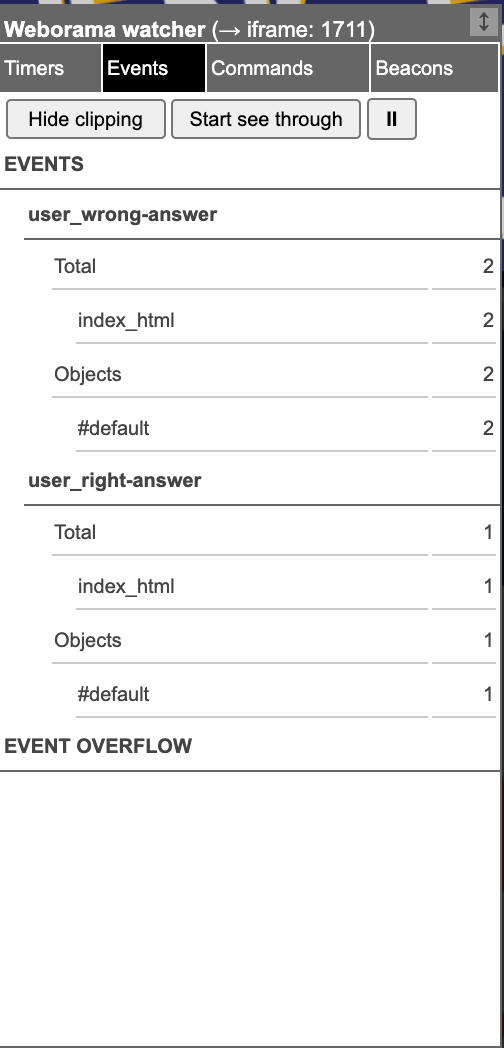 Weborama watcher (→ iframe: 1711)
Timers Events Commands Beacons
Hide clipping Start see through
EVENTS
user_wrong-answer
Total 2
index_html 2
Objects 2
#default 2
user_right-answer
Total 1
index_html 1
Objects 1
#default 1
EVENT OVERFLOW